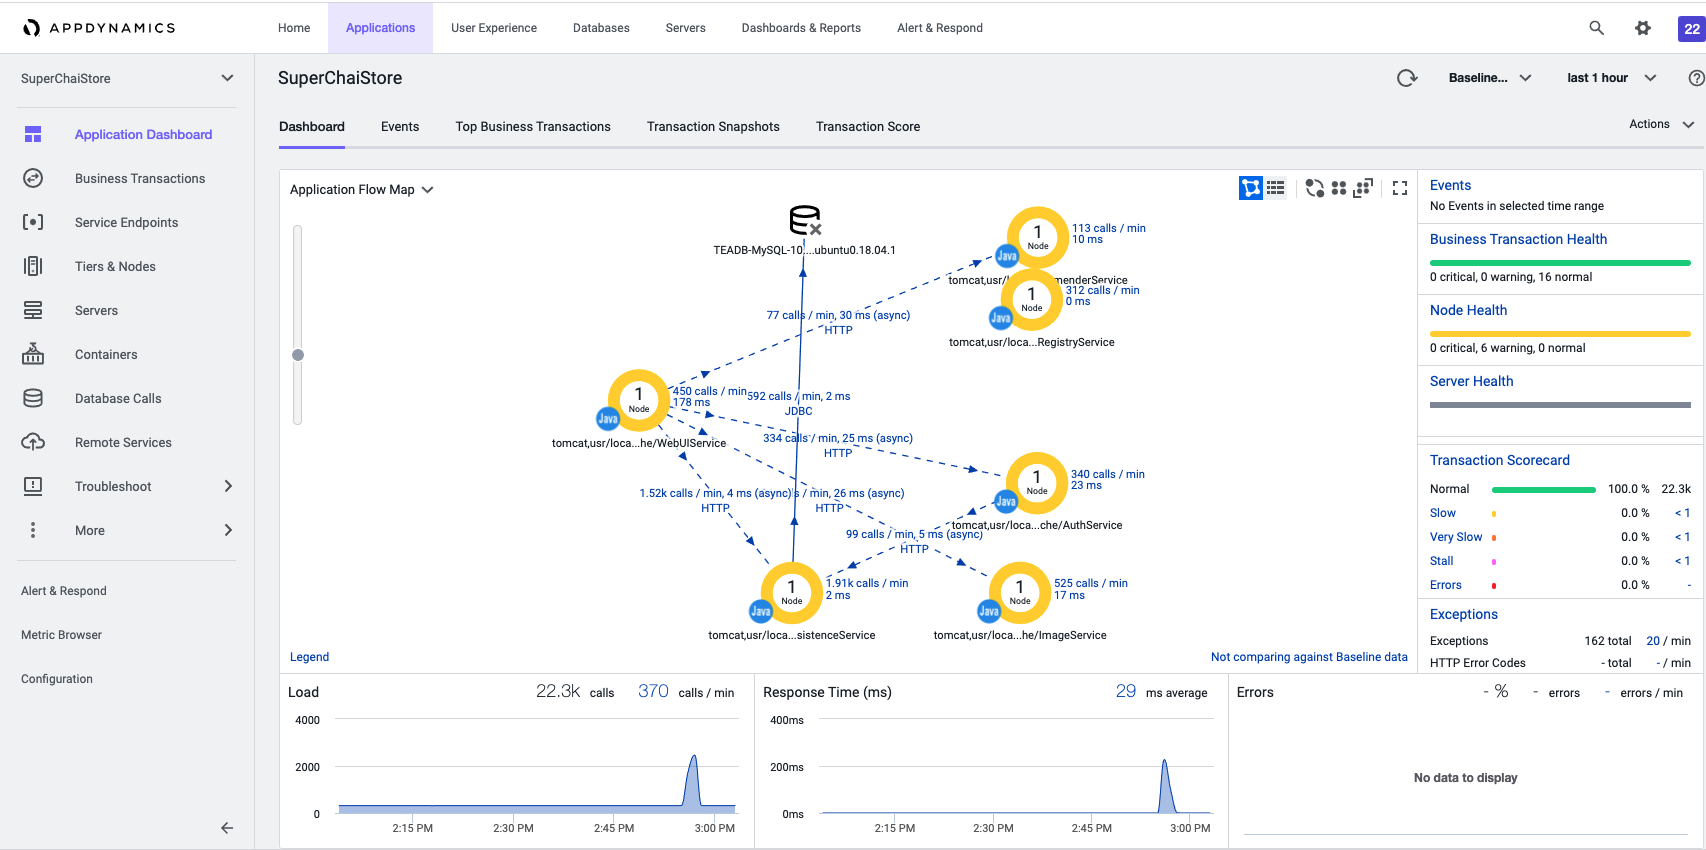 APPDYNAMICS
Home
Applications
User Experience
Databases
Servers
Dashboards & Reports
Alert & Respond
22
SuperChaiStore
Application Dashboard
Business Transactions
Service Endpoints
Tiers & Nodes
Servers
Containers
Database Calls
Remote Services
Troubleshoot
More
Alert & Respond
Metric Browser
Configuration
SuperChaiStore
Baseline...
last 1 hour
Dashboard
Events
Top Business Transactions
Transaction Snapshots
Transaction Score
Actions
Application Flow Map
TEADB-MySQL-10....ubuntu0.18.04.1
1
Node
Java
113 calls / min
10 ms
tomcat,usr/l
menderService
1
Node
Java
312 calls / min
0 ms
tomcat,usr/loca...RegistryService
77 calls / min, 30 ms (async)
HTTP
1
Node
Java
450 calls / min
178 ms
tomcat,usr/loca...he/WebUIService
592 calls / min, 2 ms
JDBC
334 calls / min, 25 ms (async)
HTTP
1
Node
Java
340 calls / min
23 ms
tomcat,usr/loca...che/AuthService
1.52k calls / min, 4 ms (async)
HTTP
s / min, 26 ms (async)
HTTP
99 calls / min, 5 ms (async)
HTTP
1
Node
Java
1.91k calls / min
2 ms
tomcat,usr/loca...sistenceService
1
Node
Java
525 calls / min
17 ms
tomcat,usr/loca...he/ImageService
Legend
Not comparing against Baseline data
Events
No Events in selected time range
Business Transaction Health
0 critical, 0 warning, 16 normal
Node Health
0 critical, 6 warning, 0 normal
Server Health
Transaction Scorecard
Normal 100.0 % 22.3k
Slow 0.0 % < 1
Very Slow 0.0 % < 1
Stall 0.0 % < 1
Errors 0.0 % -
Exceptions
Exceptions 162 total 20 / min
HTTP Error Codes - total - / min
Load 22.3k calls 370 calls / min
4000
2000
0
2:15 PM 2:30 PM 2:45 PM 3:00 PM
Response Time (ms) 29 ms average
400ms
200ms
0ms
2:15 PM 2:30 PM 2:45 PM 3:00 PM
Errors - % - errors - errors / min
No data to display